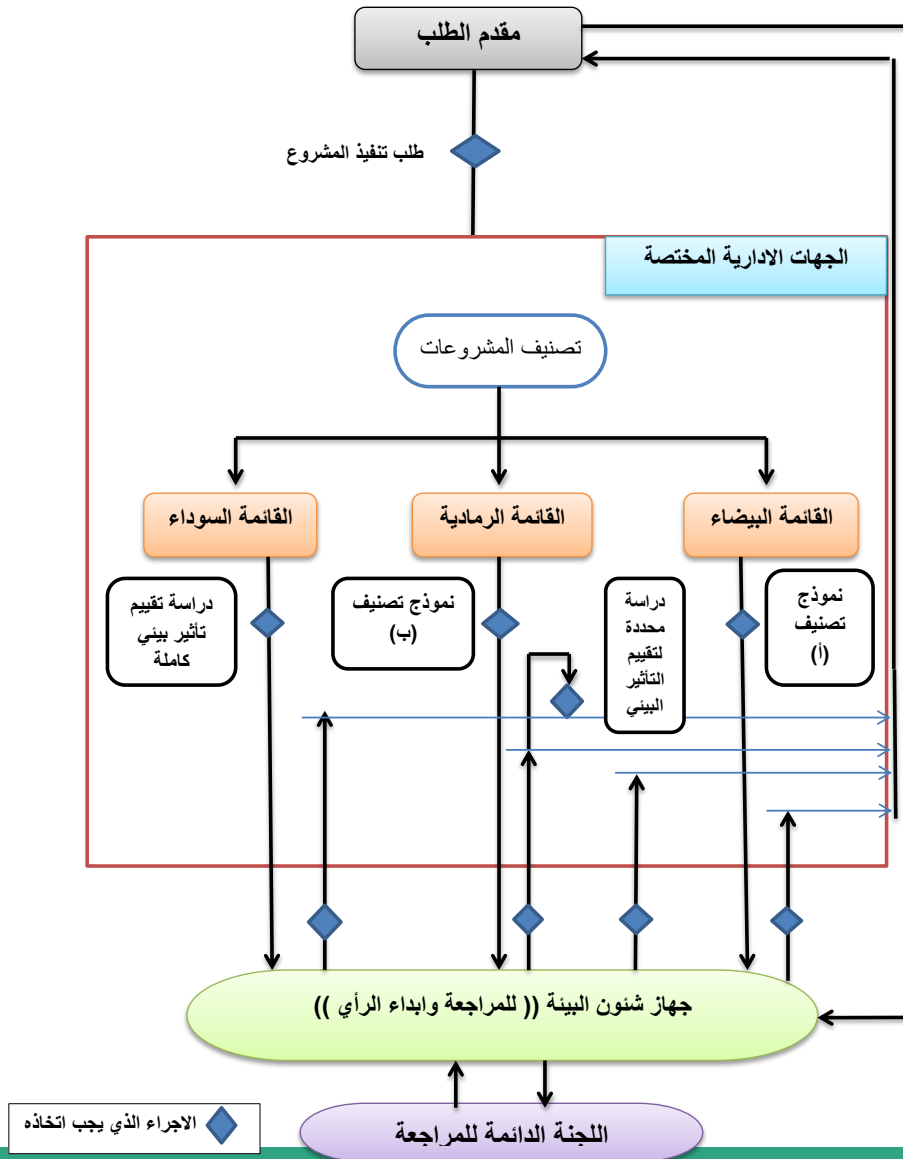 مقدم الطلب
طلب تنفيذ المشروع
الجهات الادارية المختصة
تصنيف المشروعات
القائمة البيضاء
القائمة الرمادية
القائمة السوداء
نموذج
تصنيف
(أ)
دراسة
محددة
لتقييم
التأثير
البيئي
نموذج تصنيف
(ب)
دراسة تقييم
تأثير بيئي
كاملة
جهاز شئون البيئة (( للمراجعة وابداء الرأي ))
اللجنة الدائمة للمراجعة
الاجراء الذي يجب اتخاذه